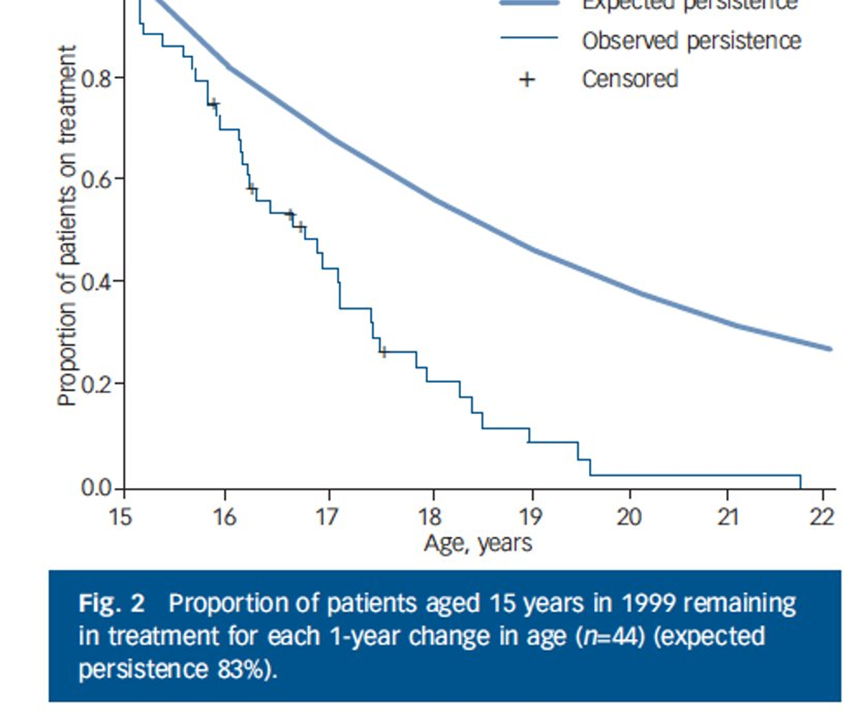 Expected persistence
Observed persistence
+ Censored
Proportion of patients on treatment
0.8
0.6
0.4
0.2
0.0
15 16 17 18 19 20 21 22
Age, years
Fig. 2 Proportion of patients aged 15 years in 1999 remaining
in treatment for each 1-year change in age (n=44) (expected
persistence 83%).